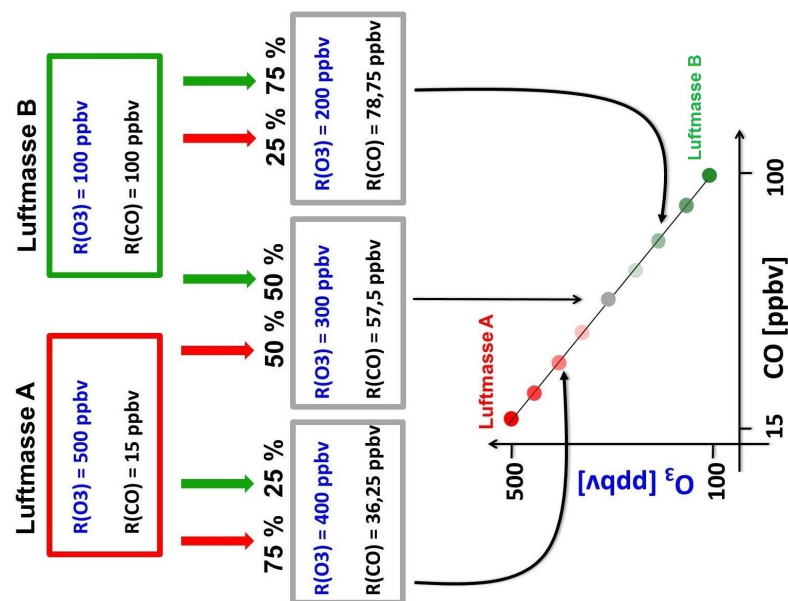 Luftmasse A
R(O3) = 500 ppbv
R(CO) = 15 ppbv
Luftmasse B
R(O3) = 100 ppbv
R(CO) = 100 ppbv
75 % 25 %
50 % 50 %
25 % 75 %
R(O3) = 400 ppbv
R(CO) = 36,25 ppbv
R(O3) = 300 ppbv
R(CO) = 57,5 ppbv
R(O3) = 200 ppbv
R(CO) = 78,75 ppbv
Luftmasse A
500
O₃ [ppbv]
100
Luftmasse B
15
100
CO [ppbv]